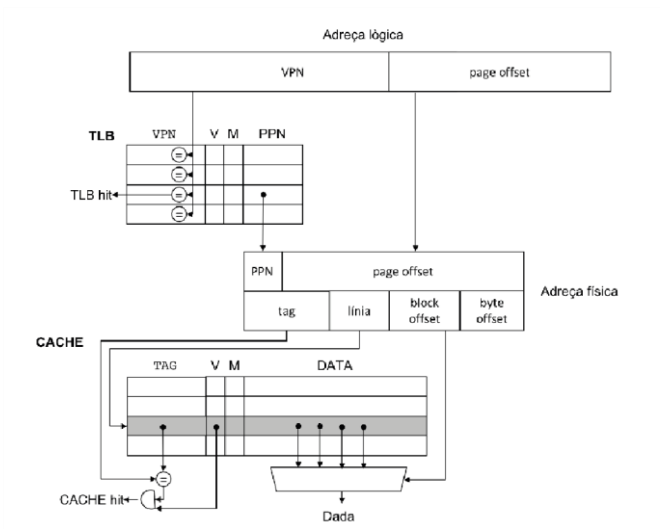 Adreça lògica
VPN page offset
TLB VPN V M PPN
=
=
TLB hit =
=
PPN page offset
Adreça física
tag línia block offset byte offset
CACHE
TAG V M DATA
=
CACHE hit
Dada